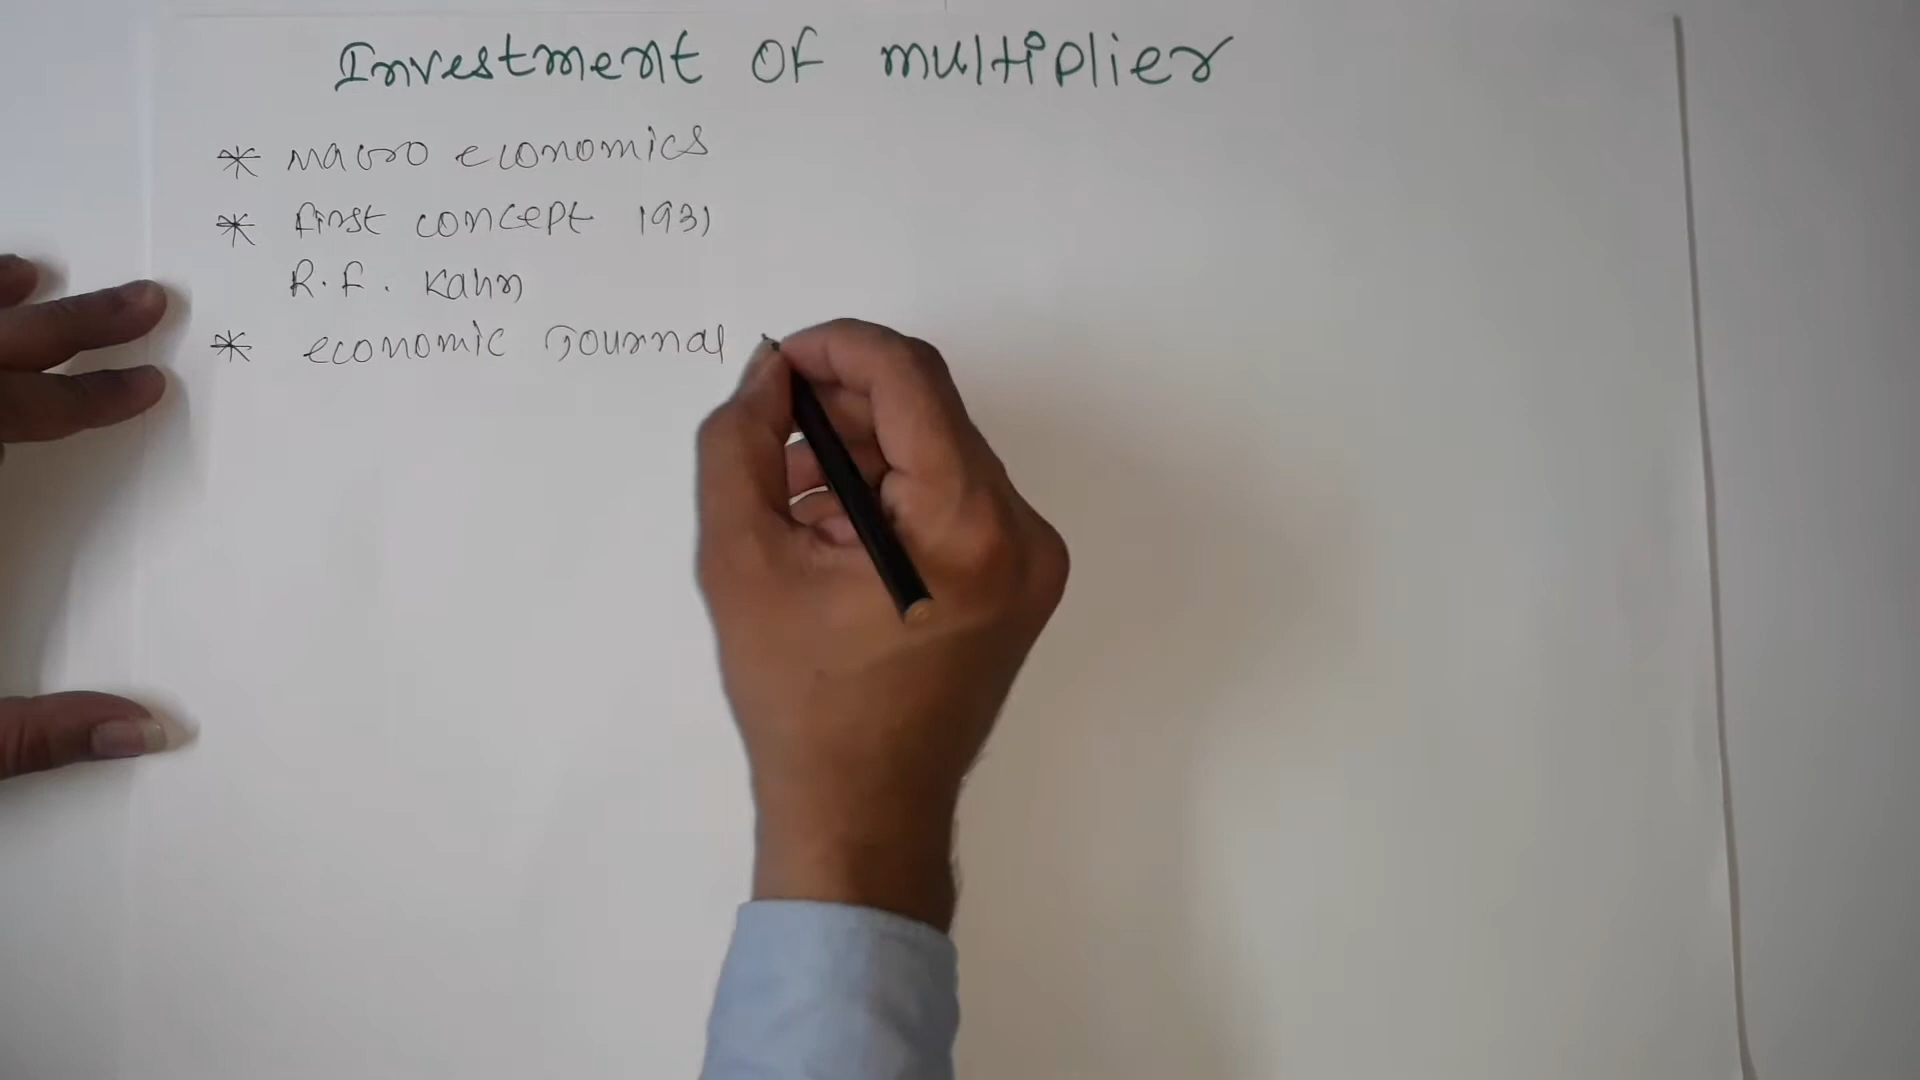 Investment OF multiplier
* Macro economics
* first concept 1931
R.F. Kahn
* economic Journal